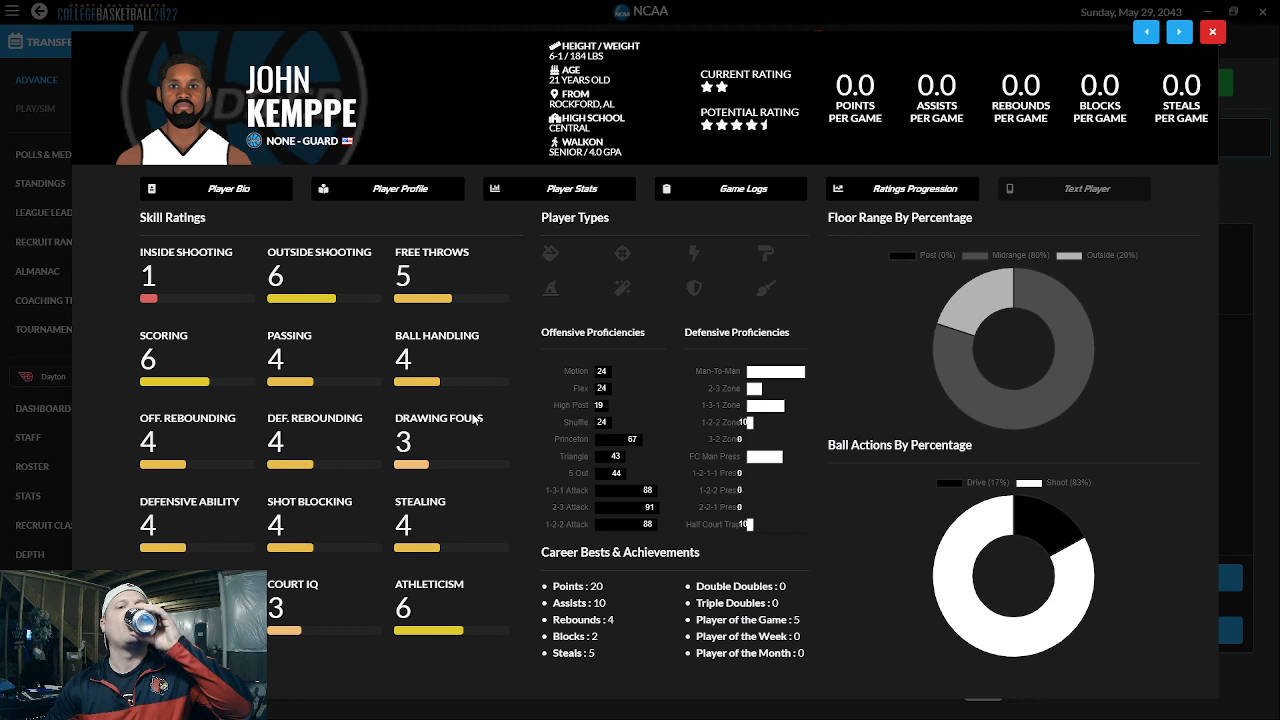 DRAFT • DAY • SPORTS
COLLEGEBASKETBALL2022
NCAA
Sunday, May 29, 2043
TRANSFE
ADVANCE
PLAY/SIM
POLLS & MED
STANDINGS
LEAGUE LEAD
RECRUIT RAN
ALMANAC
COACHING T
TOURNAMEN
Dayton
DASHBOARD
STAFF
ROSTER
STATS
RECRUIT CLA
DEPTH
JOHN
KEMPPE
NONE - GUARD
HEIGHT / WEIGHT
6-1 / 184 LBS
AGE
21 YEARS OLD
FROM
ROCKFORD, AL
HIGH SCHOOL
CENTRAL
WALKON
SENIOR / 4.0 GPA
CURRENT RATING
POTENTIAL RATING
0.0 0.0 0.0 0.0 0.0
POINTS ASSISTS REBOUNDS BLOCKS STEALS
PER GAME PER GAME PER GAME PER GAME PER GAME
Player Bio Player Profile Player Stats Game Logs Ratings Progression Text Player
Skill Ratings
INSIDE SHOOTING OUTSIDE SHOOTING FREE THROWS
1 6 5
SCORING PASSING BALL HANDLING
6 4 4
OFF. REBOUNDING DEF. REBOUNDING DRAWING FOULS
4 4 3
DEFENSIVE ABILITY SHOT BLOCKING STEALING
4 4 4
COURT IQ ATHLETICISM
3 6
Player Types
Offensive Proficiencies
Motion 24
Flex 24
High Post 19
Shuffle 24
Princeton 67
Triangle 43
5 Out 44
1-3-1 Attack 88
2-3 Attack 91
1-2-2 Attack 88
Defensive Proficiencies
Man-To-Man
2-3 Zone
1-3-1 Zone
1-2-2 Zone 10
3-2 Zone 0
FC Man Press
1-2-1-1 Press 0
1-2-2 Press 0
2-2-1 Press 0
Half Court Trap 10
Career Bests & Achievements
• Points : 20
• Assists : 10
• Rebounds : 4
• Blocks : 2
• Steals : 5
• Double Doubles : 0
• Triple Doubles : 0
• Player of the Game : 5
• Player of the Week : 0
• Player of the Month : 0
Floor Range By Percentage
Post (0%) Midrange (80%) Outside (20%)
Ball Actions By Percentage
Drive (17%) Shoot (83%)